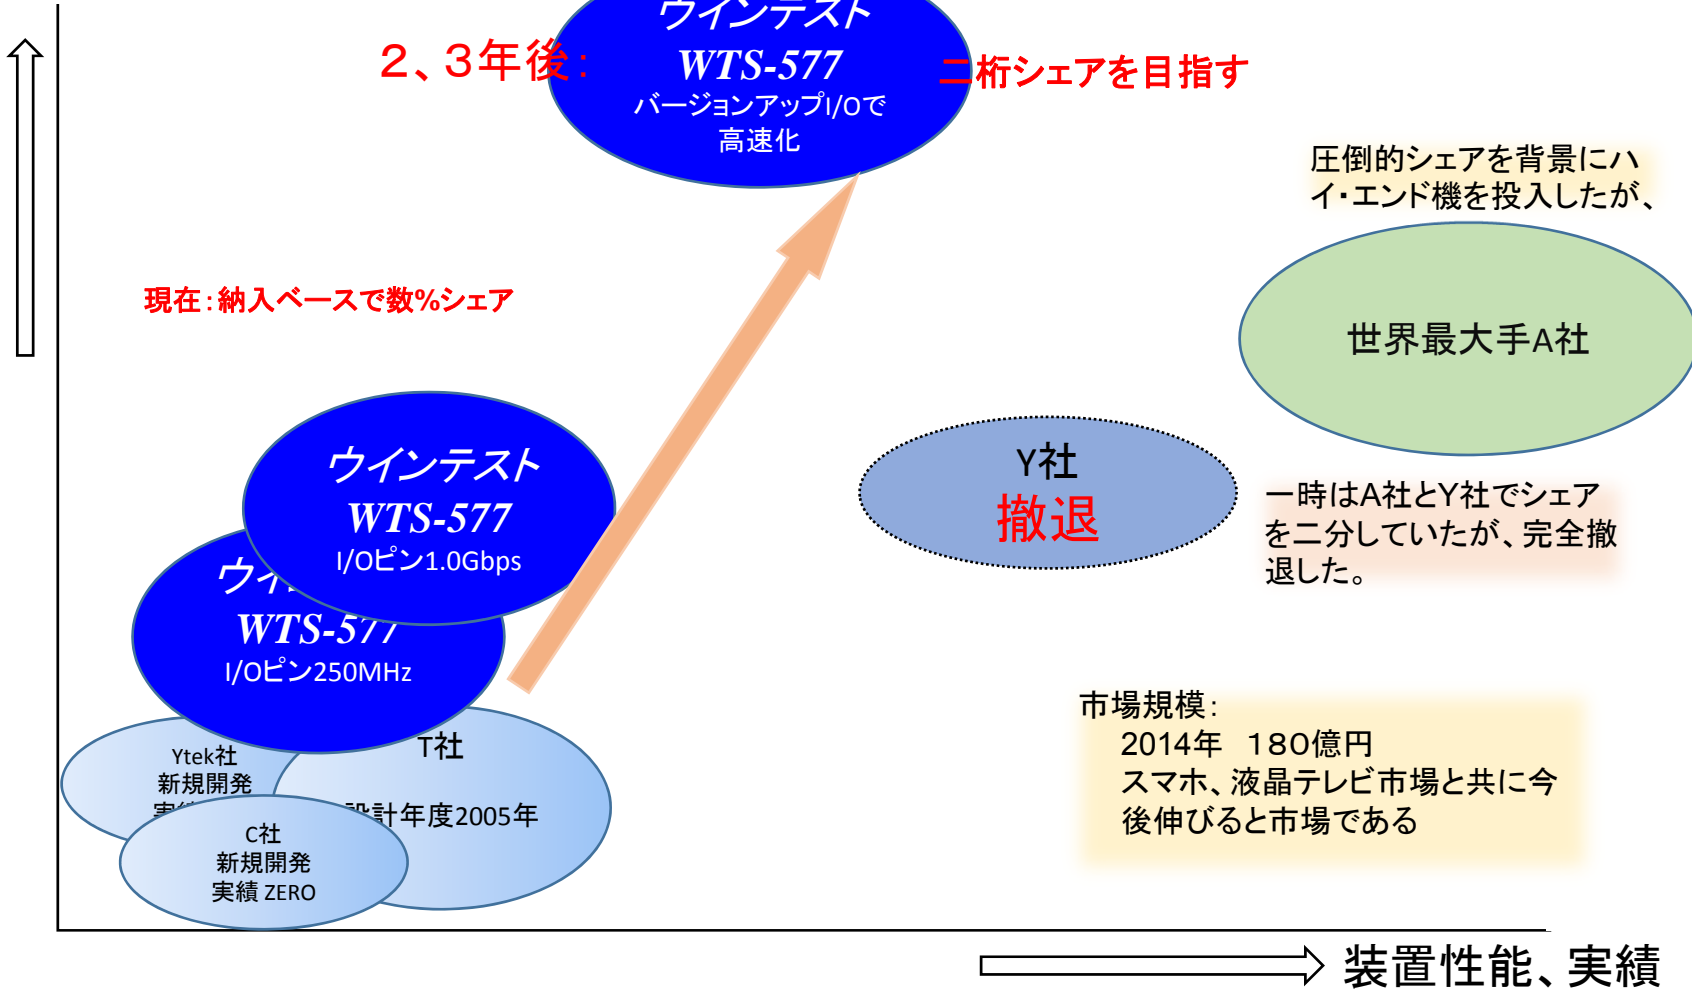 ウインテスト
WTS-577
バージョンアップI/Oで
高速化
２、３年後：
二桁シェアを目指す
圧倒的シェアを背景にハ
イ・エンド機を投入したが、
世界最大手A社
現在：納入ベースで数%シェア
Y社
撤退
一時はA社とY社でシェア
を二分していたが、完全撤
退した。
ウインテスト
WTS-577
I/Oピン1.0Gbps
WTS-577
I/Oピン250MHz
市場規模：
2014年　１８０億円
スマホ、液晶テレビ市場と共に今
後伸びると市場である
Ytek社
新規開発
T社
設計年度2005年
C社
新規開発
実績 ZERO
装置性能、実績